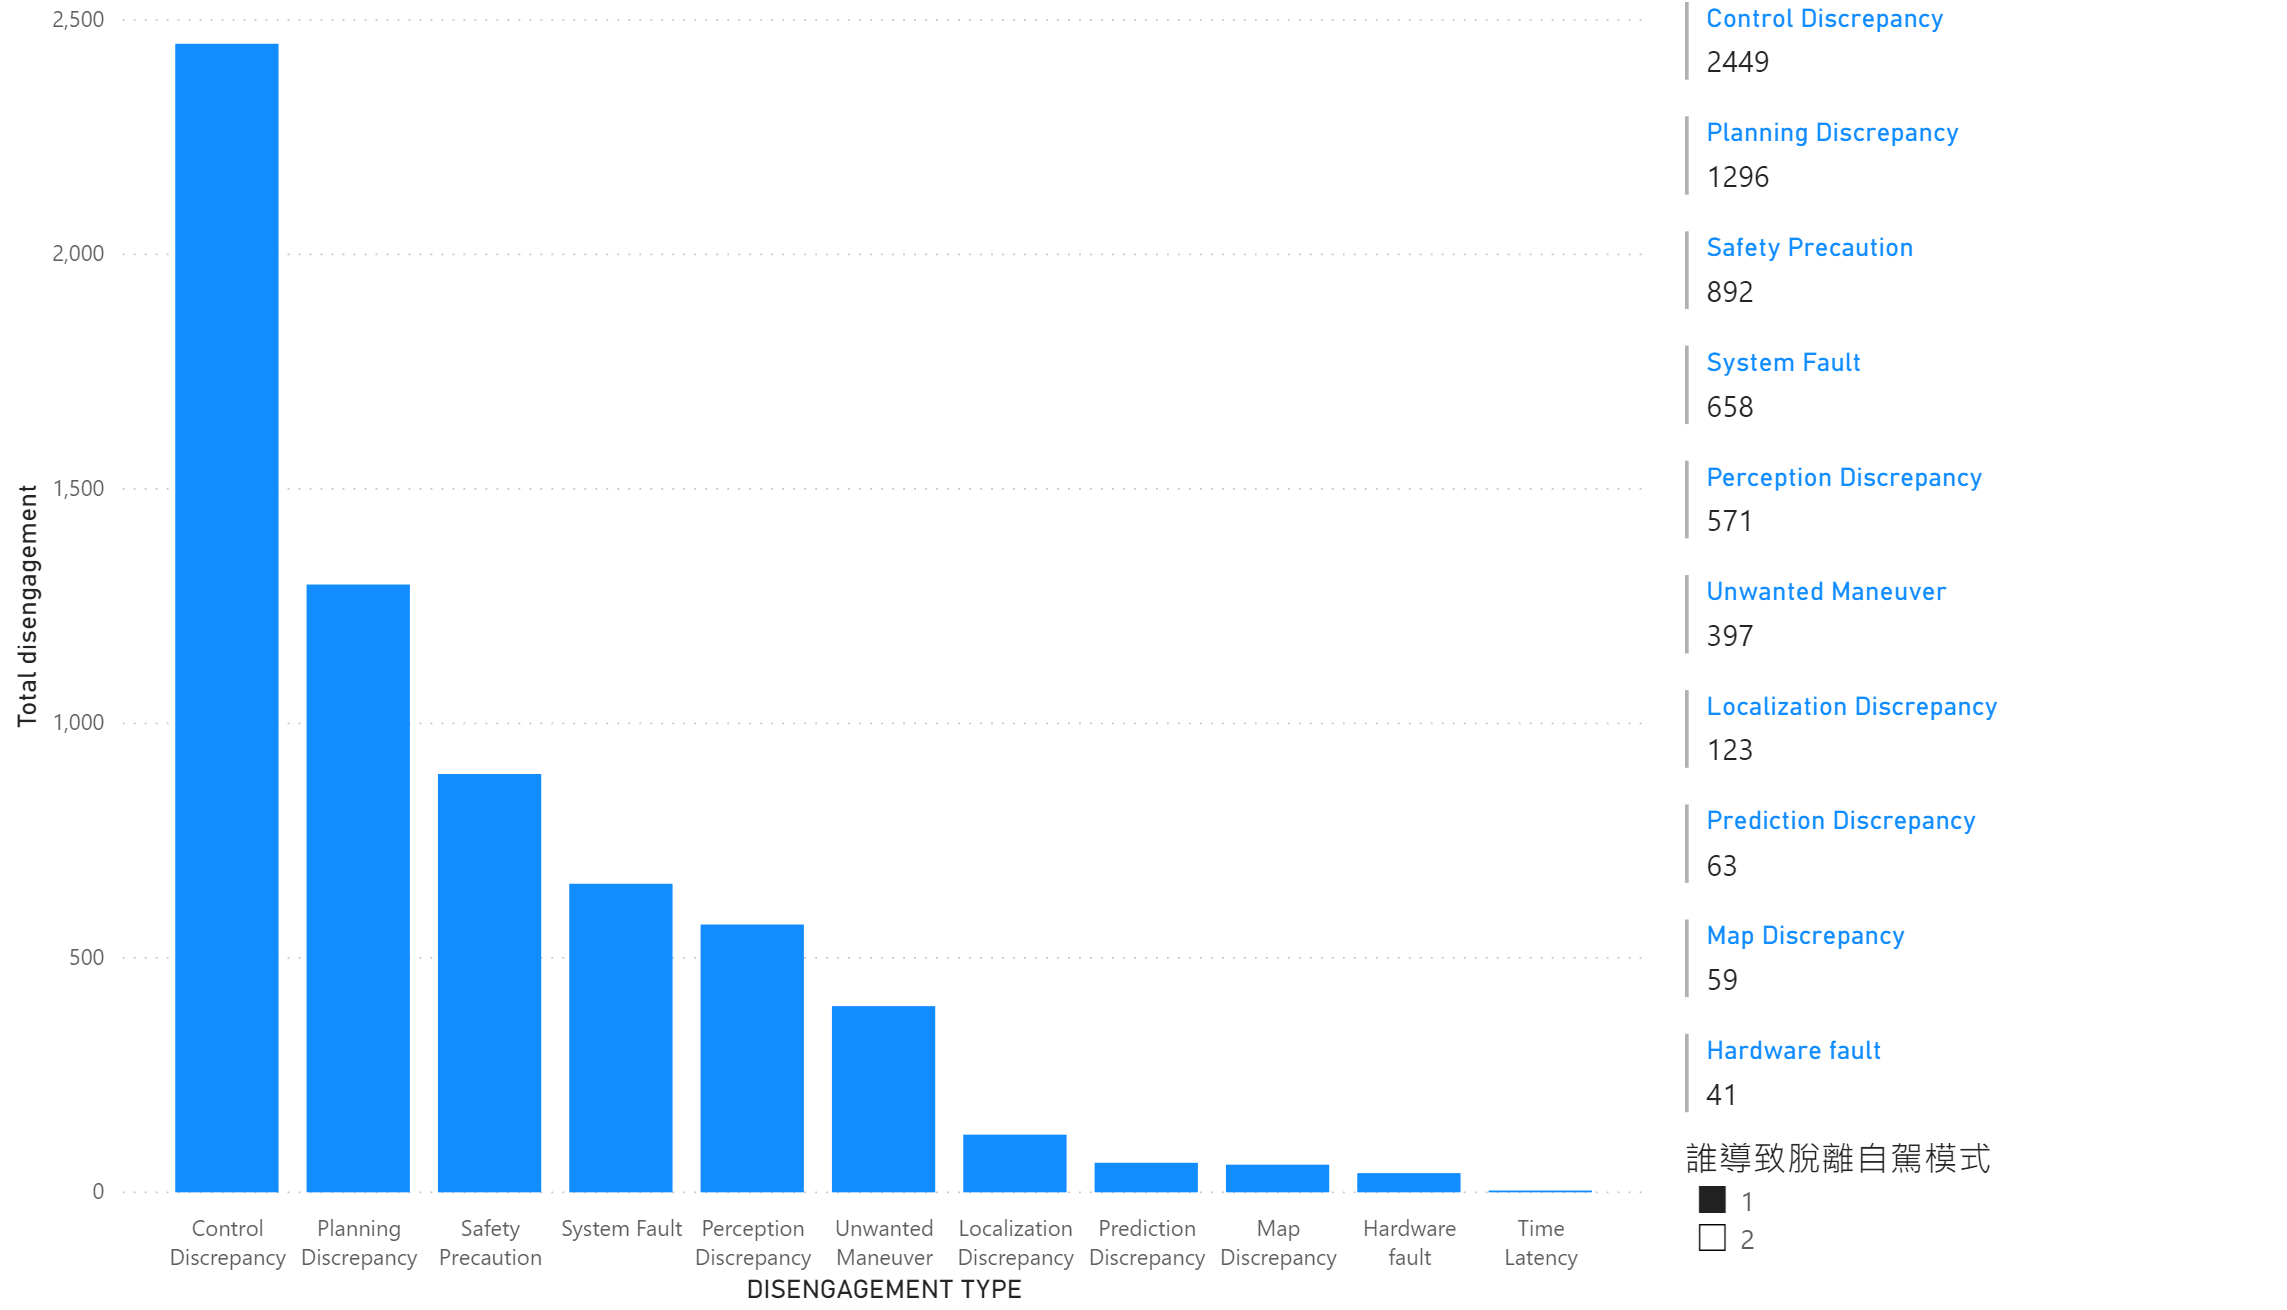 2,500
2,000
1,500
1,000
500
0
Total disengagement
Control
Discrepancy
Planning
Discrepancy
Safety
Precaution
System Fault
Perception
Discrepancy
Unwanted
Maneuver
Localization
Discrepancy
Prediction
Discrepancy
Map
Discrepancy
Hardware
fault
Time
Latency
DISENGAGEMENT TYPE
Control Discrepancy
2449
Planning Discrepancy
1296
Safety Precaution
892
System Fault
658
Perception Discrepancy
571
Unwanted Maneuver
397
Localization Discrepancy
123
Prediction Discrepancy
63
Map Discrepancy
59
Hardware fault
41
誰導致脫離自駕模式
1
2